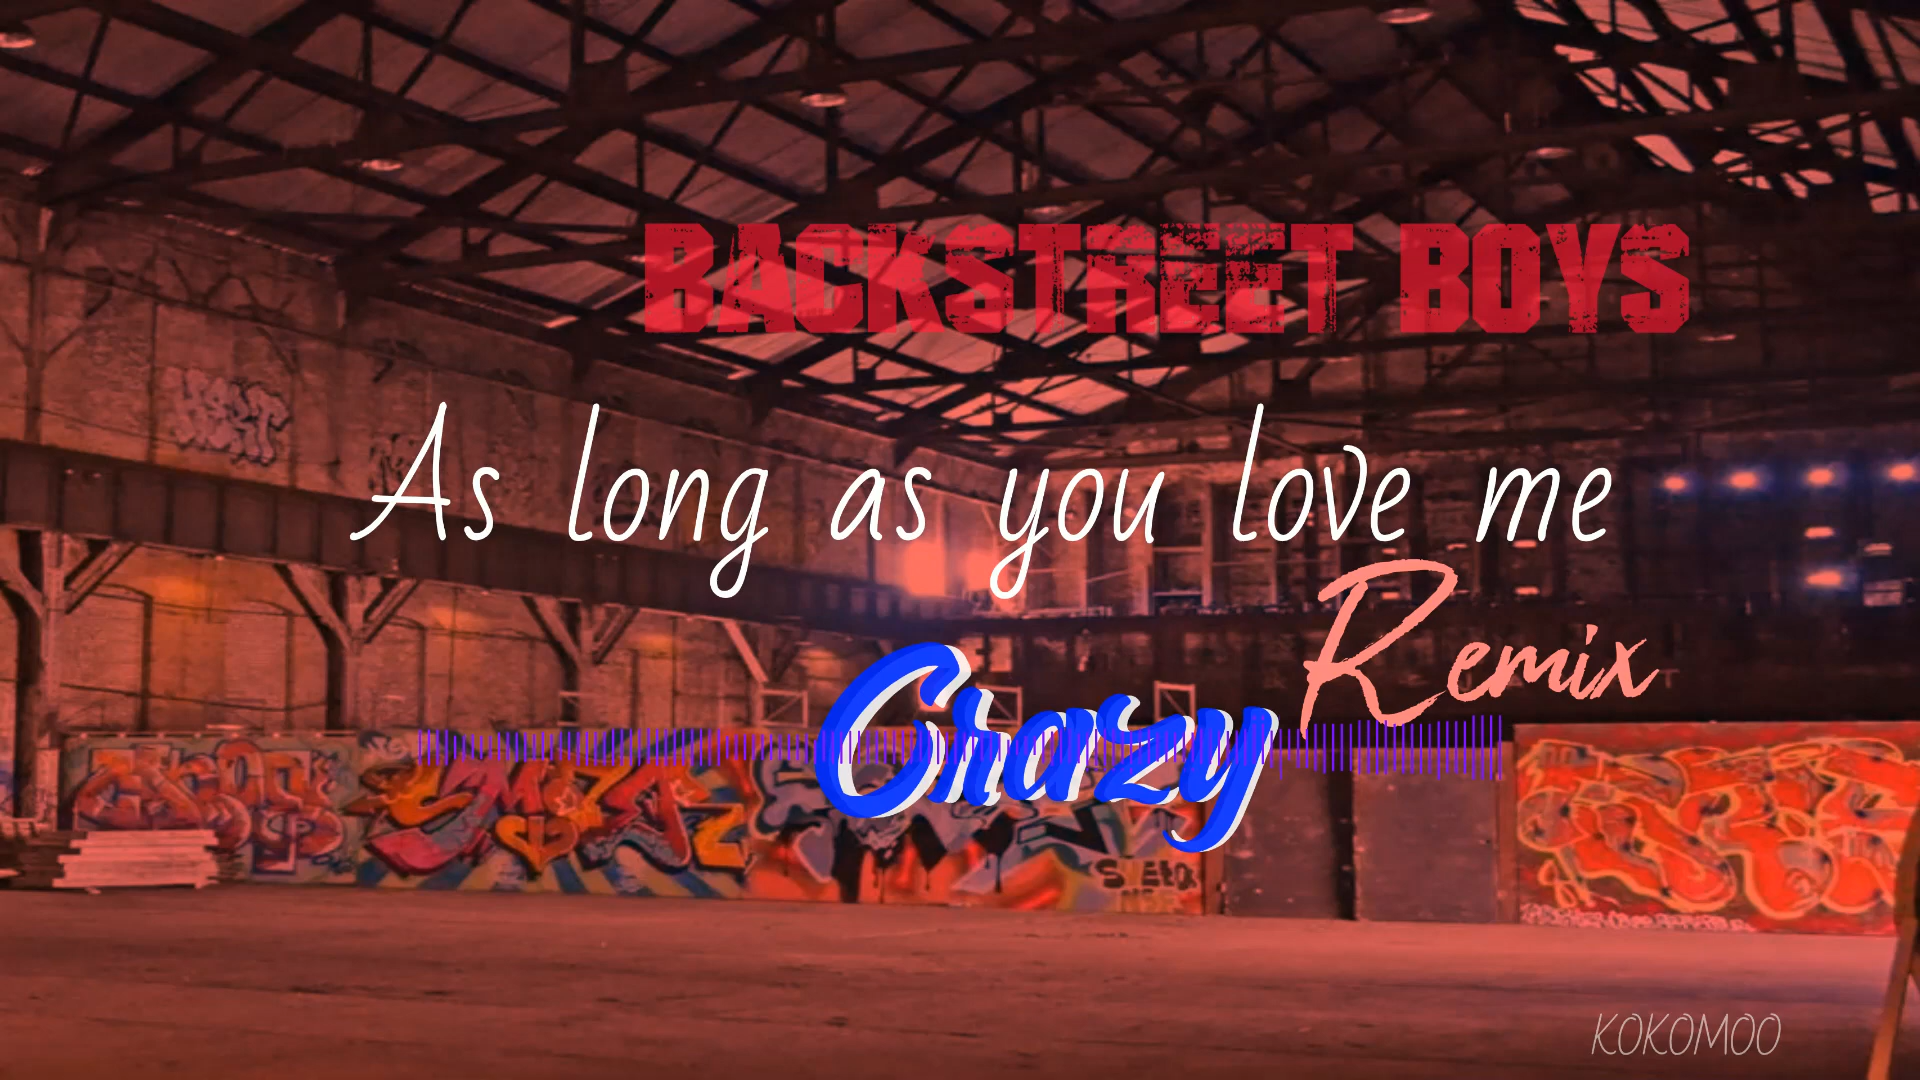 BACKSTREET BOYS
As long as you love me
Remix
Crazy
KOKOMOO